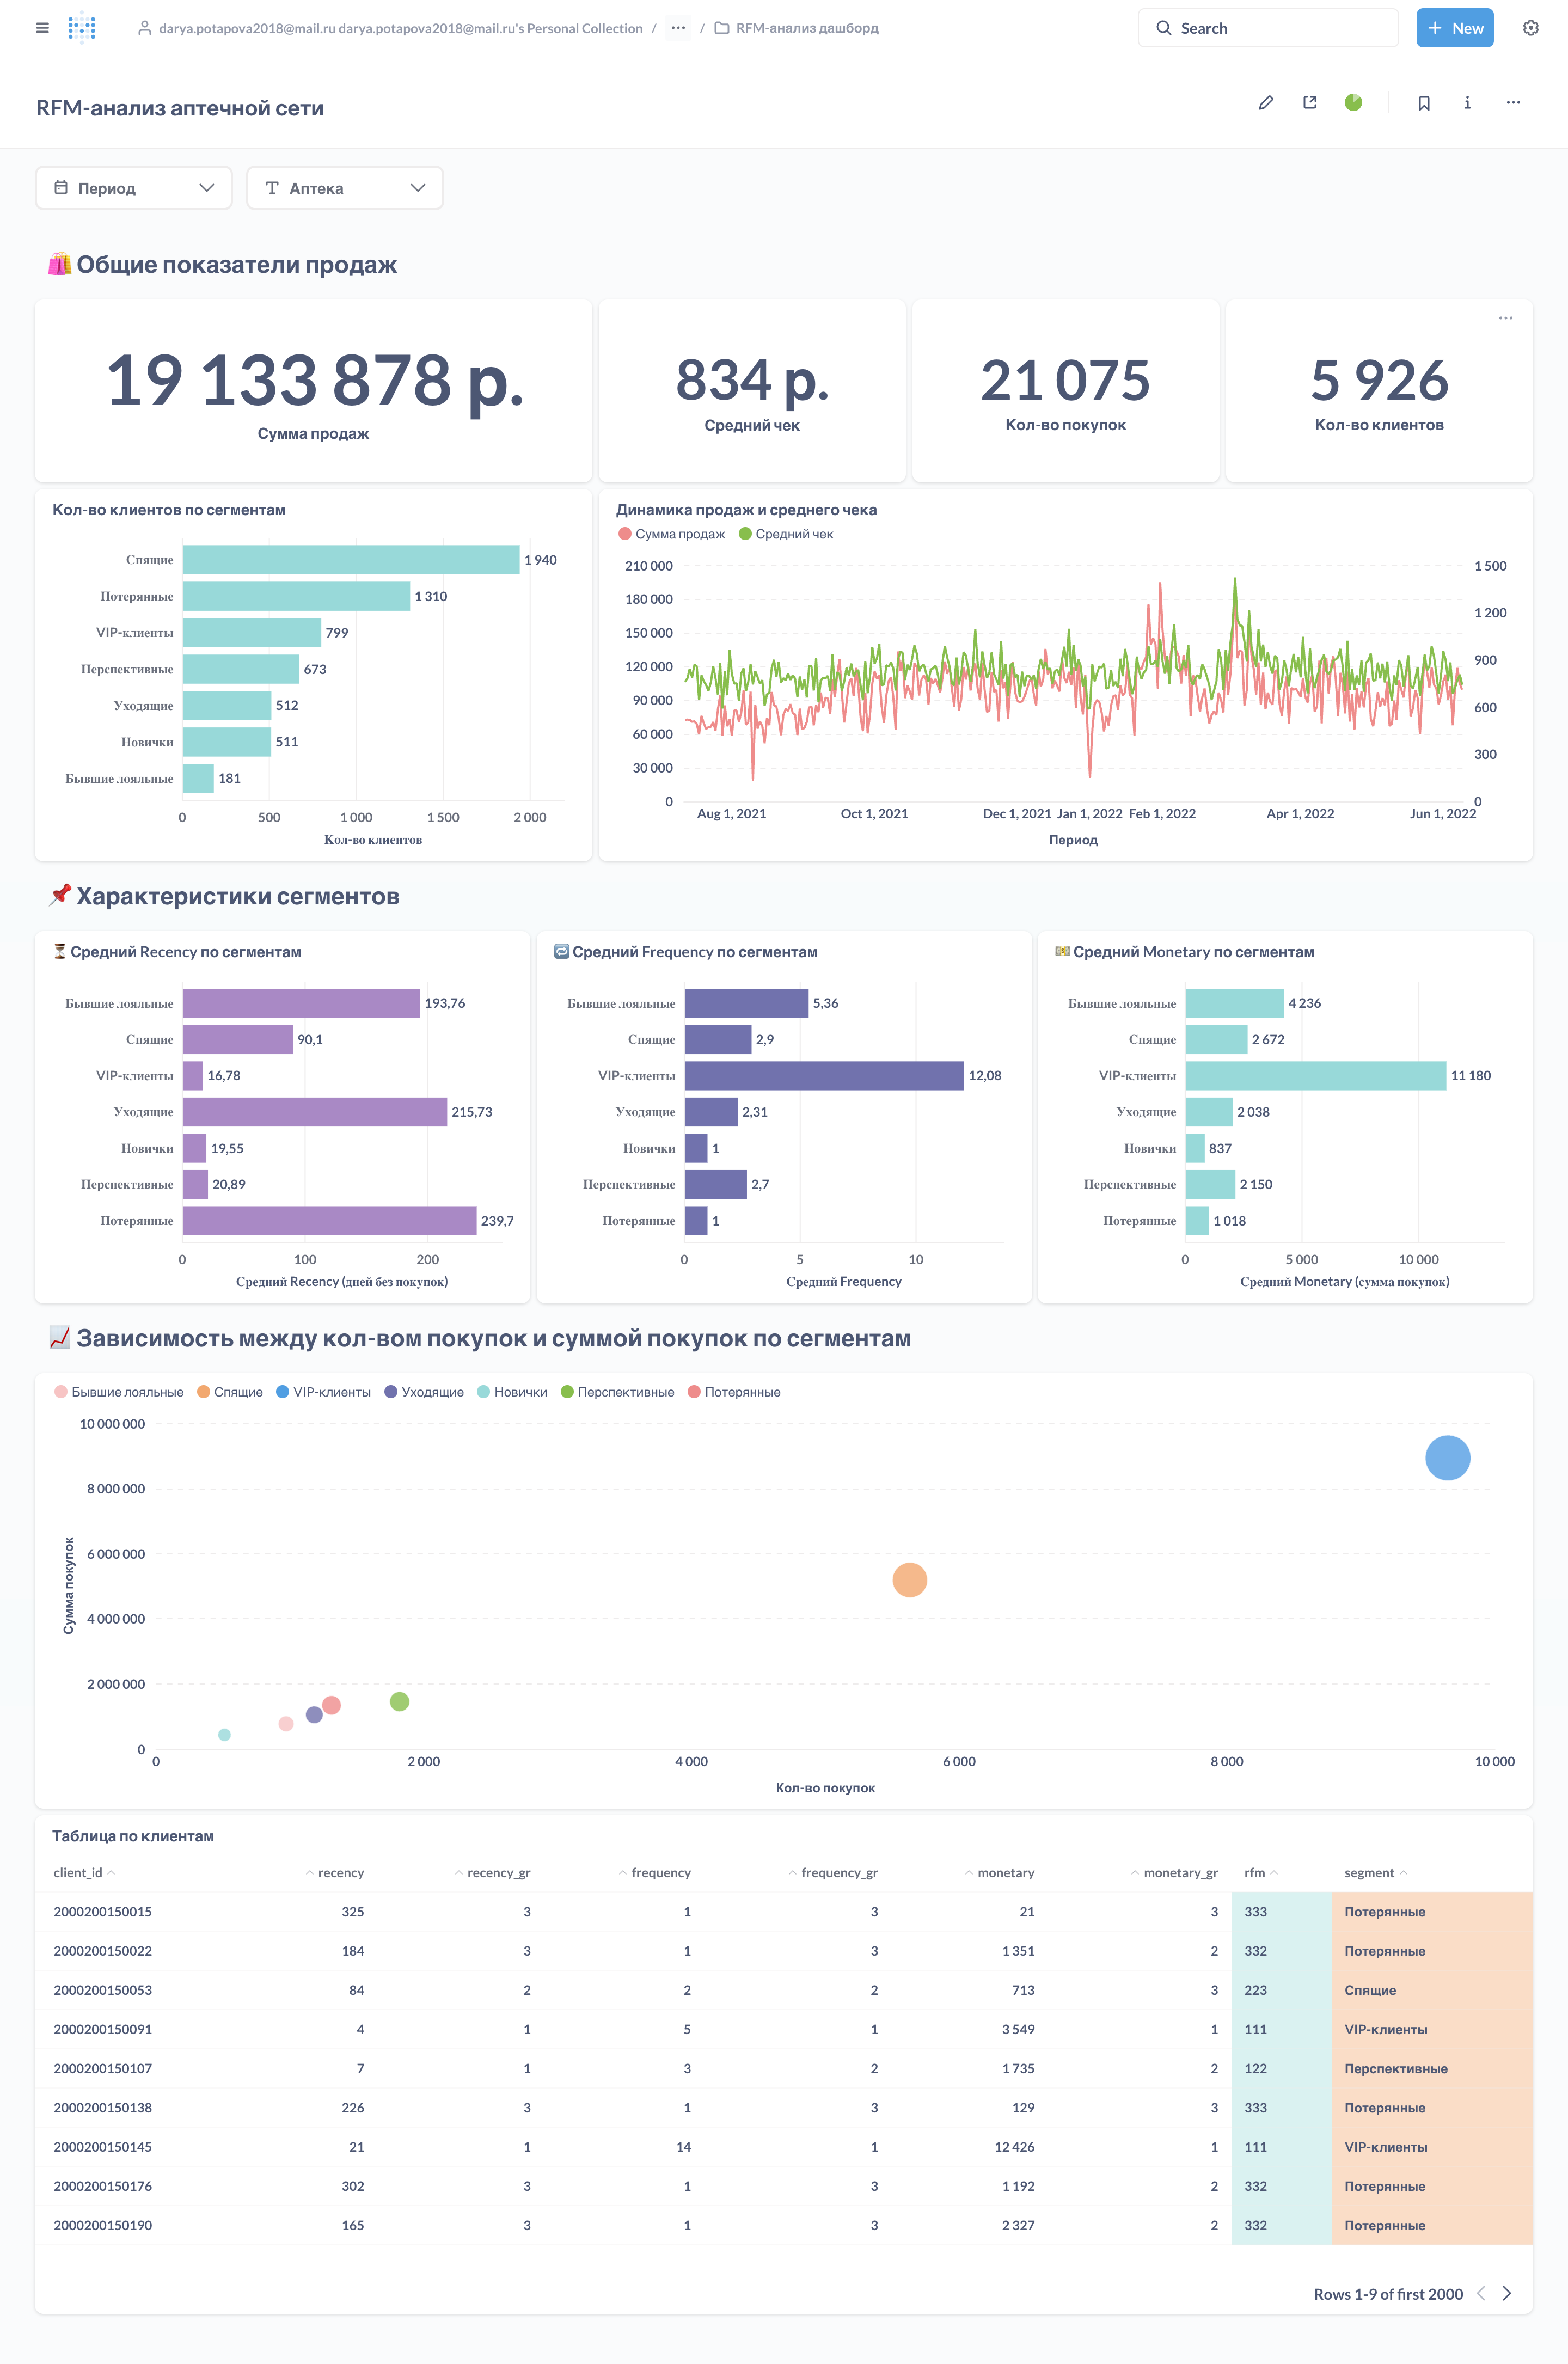 darya.potapova2018@mail.ru darya.potapova2018@mail.ru's Personal Collection / ... / RFM-анализ дашборд
Search
+ New
RFM-анализ аптечной сети
Период
Аптека
Общие показатели продаж
19 133 878 р.
Сумма продаж
834 р.
Средний чек
21 075
Кол-во покупок
5 926
Кол-во клиентов
Кол-во клиентов по сегментам
Спящие 1 940
Потерянные 1 310
VIP-клиенты 799
Перспективные 673
Уходящие 512
Новички 511
Бывшие лояльные 181
0 500 1 000 1 500 2 000
Кол-во клиентов
Динамика продаж и среднего чека
Сумма продаж Средний чек
210 000 1 500
180 000
1 200
150 000
120 000 900
90 000
600
60 000
300
30 000
0 0
Aug 1, 2021 Oct 1, 2021 Dec 1, 2021 Jan 1, 2022 Feb 1, 2022 Apr 1, 2022 Jun 1, 2022
Период
Характеристики сегментов
Средний Recency по сегментам
Бывшие лояльные 193,76
Спящие 90,1
VIP-клиенты 16,78
Уходящие 215,73
Новички 19,55
Перспективные 20,89
Потерянные 239,7
0 100 200
Средний Recency (дней без покупок)
Средний Frequency по сегментам
Бывшие лояльные 5,36
Спящие 2,9
VIP-клиенты 12,08
Уходящие 2,31
Новички 1
Перспективные 2,7
Потерянные 1
0 5 10
Средний Frequency
Средний Monetary по сегментам
Бывшие лояльные 4 236
Спящие 2 672
VIP-клиенты 11 180
Уходящие 2 038
Новички 837
Перспективные 2 150
Потерянные 1 018
0 5 000 10 000
Средний Monetary (сумма покупок)
Зависимость между кол-вом покупок и суммой покупок по сегментам
Бывшие лояльные Спящие VIP-клиенты Уходящие Новички Перспективные Потерянные
10 000 000
8 000 000
6 000 000
4 000 000
2 000 000
0
Сумма покупок
0 2 000 4 000 6 000 8 000 10 000
Кол-во покупок
Таблица по клиентам
client_id recency recency_gr frequency frequency_gr monetary monetary_gr rfm segment
2000200150015 325 3 1 3 21 3 333 Потерянные
2000200150022 184 3 1 3 1 351 2 332 Потерянные
2000200150053 84 2 2 2 713 3 223 Спящие
2000200150091 4 1 5 1 3 549 1 111 VIP-клиенты
2000200150107 7 1 3 2 1 735 2 122 Перспективные
2000200150138 226 3 1 3 129 3 333 Потерянные
2000200150145 21 1 14 1 12 426 1 111 VIP-клиенты
2000200150176 302 3 1 3 1 192 2 332 Потерянные
2000200150190 165 3 1 3 2 327 2 332 Потерянные
Rows 1-9 of first 2000